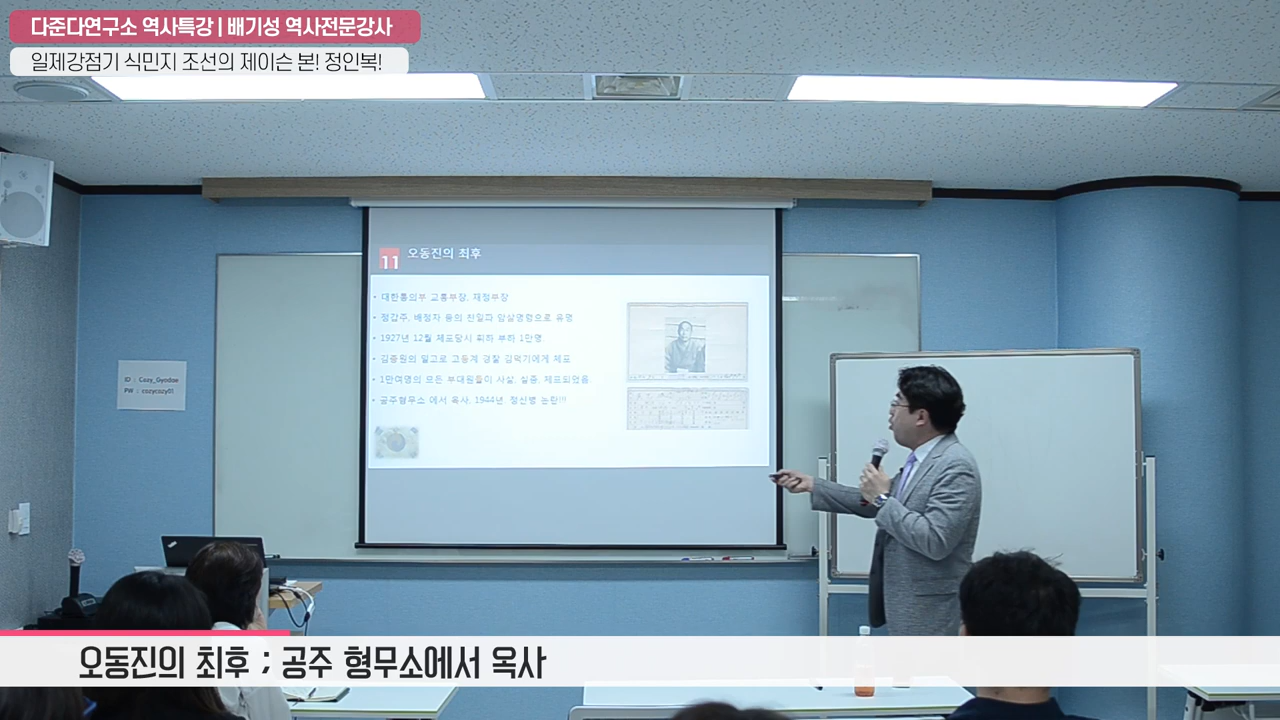 다준다연구소 역사특강 | 배기성 역사전문강사
일제강점기 식민지 조선의 제이슨 본! 정인복!
11 오동진의 최후
• 대한통의부 교통부장, 재정부장
• 정갑주, 배정자 등의 친일파 암살명령으로 유명
• 1927년 12월 체포당시 휘하 부하 1만명
• 김종원의 밀고로 고등계 경찰 김덕기에게 체포
• 1만여명의 모든 부대원들이 사살, 실종, 체포되었음
• 공주형무소 에서 옥사. 1944년. 정신병 논란!!!
ID : Cozy_Gyodae
PW : cozycozy01
오동진의 최후 ; 공주 형무소에서 옥사